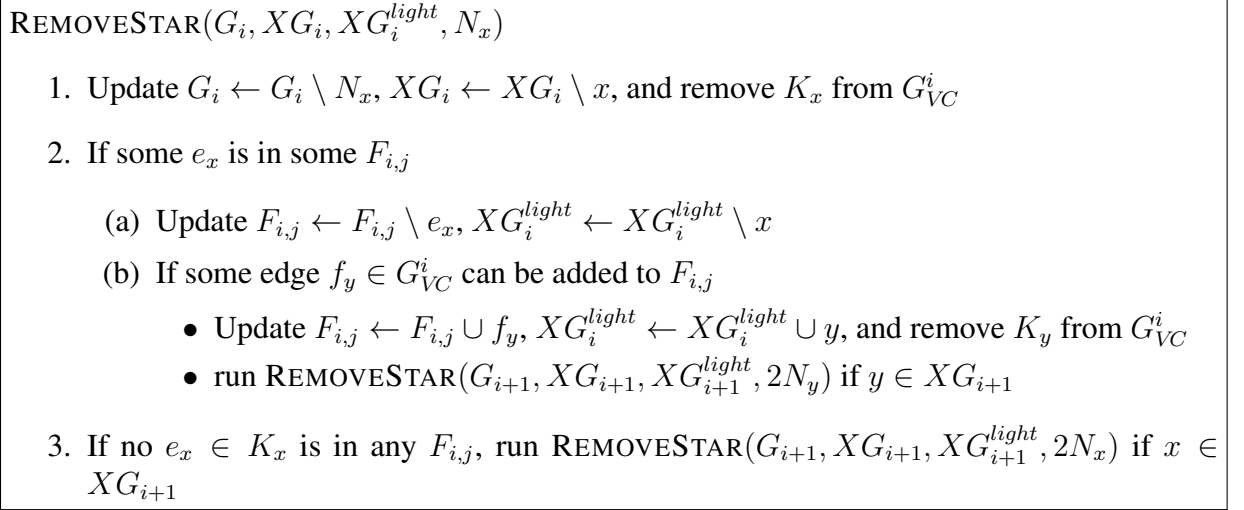 REMOVESTAR(G_i, XG_i, XG_i^{light}, N_x)
1. Update G_i ← G_i \ N_x, XG_i ← XG_i \ x, and remove K_x from G_{VC}^i
2. If some e_x is in some F_{i,j}
(a) Update F_{i,j} ← F_{i,j} \ e_x, XG_i^{light} ← XG_i^{light} \ x
(b) If some edge f_y ∈ G_{VC}^i can be added to F_{i,j}
• Update F_{i,j} ← F_{i,j} ∪ f_y, XG_i^{light} ← XG_i^{light} ∪ y, and remove K_y from G_{VC}^i
• run REMOVESTAR(G_{i+1}, XG_{i+1}, XG_{i+1}^{light}, 2N_y) if y ∈ XG_{i+1}
3. If no e_x ∈ K_x is in any F_{i,j}, run REMOVESTAR(G_{i+1}, XG_{i+1}, XG_{i+1}^{light}, 2N_x) if x ∈
XG_{i+1}